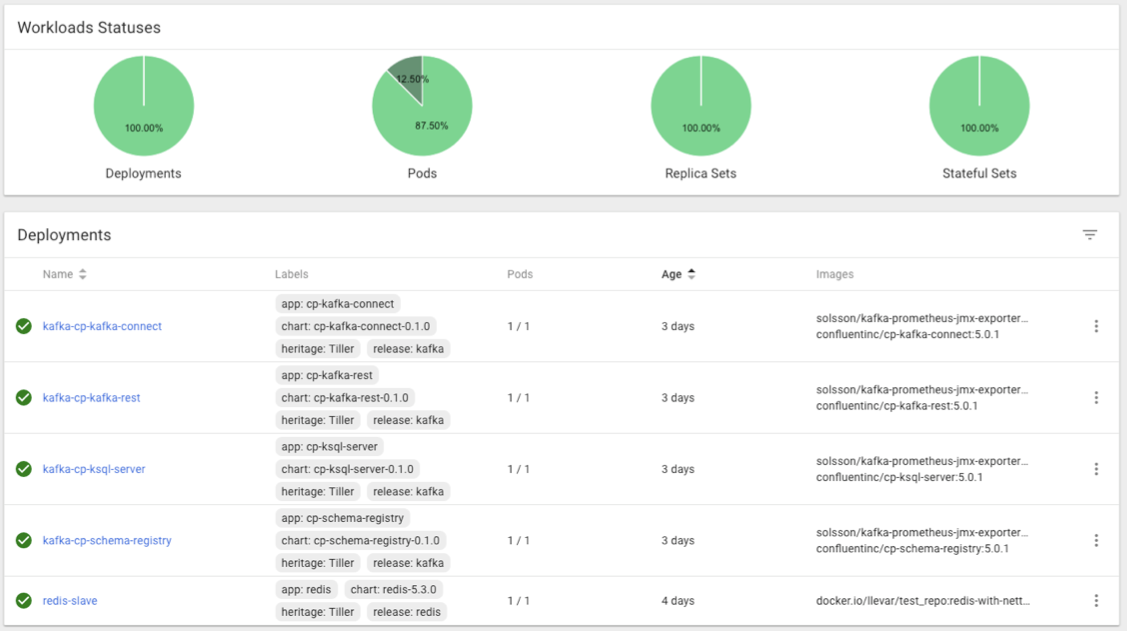 Workloads Statuses
100.00%
12.50%
87.50%
100.00%
100.00%
Deployments
Pods
Replica Sets
Stateful Sets
Deployments
Name Labels Pods Age Images
kafka-cp-kafka-connect
app: cp-kafka-connect
chart: cp-kafka-connect-0.1.0
heritage: Tiller release: kafka
1 / 1
3 days
solsson/kafka-prometheus-jmx-exporter...
confluentinc/cp-kafka-connect:5.0.1
kafka-cp-kafka-rest
app: cp-kafka-rest
chart: cp-kafka-rest-0.1.0
heritage: Tiller release: kafka
1 / 1
3 days
solsson/kafka-prometheus-jmx-exporter...
confluentinc/cp-kafka-rest:5.0.1
kafka-cp-ksql-server
app: cp-ksql-server
chart: cp-ksql-server-0.1.0
heritage: Tiller release: kafka
1 / 1
3 days
solsson/kafka-prometheus-jmx-exporter...
confluentinc/cp-ksql-server:5.0.1
kafka-cp-schema-registry
app: cp-schema-registry
chart: cp-schema-registry-0.1.0
heritage: Tiller release: kafka
1 / 1
3 days
solsson/kafka-prometheus-jmx-exporter...
confluentinc/cp-schema-registry:5.0.1
redis-slave
app: redis chart: redis-5.3.0
heritage: Tiller release: redis
1 / 1
4 days
docker.io/llevar/test_repo:redis-with-nett...